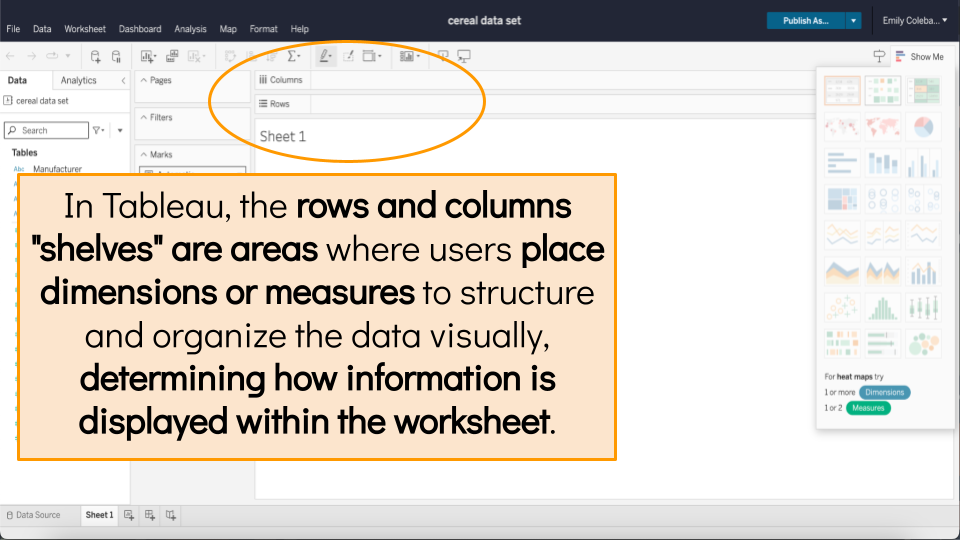 cereal data set
Publish As...
Emily Coleba...
File Data Worksheet Dashboard Analysis Map Format Help
Show Me
Data Analytics
Pages
Columns
cereal data set
Rows
Filters
Search
Sheet 1
Tables
Marks
Abc Manufacturer
In Tableau, the rows and columns
"shelves" are areas where users place
dimensions or measures to structure
and organize the data visually,
determining how information is
displayed within the worksheet.
For heat maps try
1 or more Dimensions
1 or 2 Measures
Data Source Sheet 1